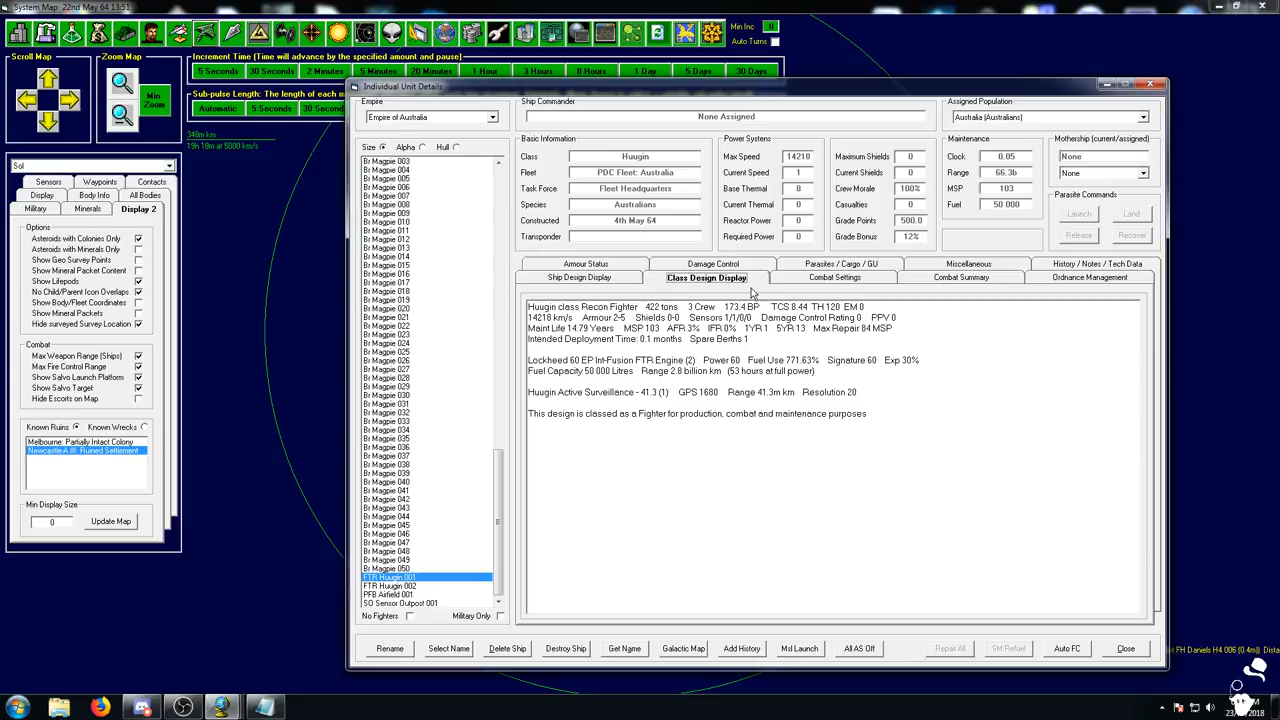 System Map  22nd May 64 13:51
Min Inc 0
Auto Turns
Scroll Map
Zoom Map
Min Zoom
Increment Time (Time will advance by the specified amount and pause)
5 Seconds 30 Seconds 2 Minutes 5 Minutes 20 Minutes 1 Hour 3 Hours 8 Hours 1 Day 5 Days 30 Days
Sub-pulse Length: The length of each m
Automatic 5 Seconds 30 Second
348m km
19h 18m at 5000 km/s
Sol
Sensors Waypoints Contacts
Display Body Info All Bodies
Military Minerals Display 2
Options
Asteroids with Colonies Only
Asteroids with Minerals Only
Show Geo Survey Points
Show Mineral Packet Content
Show Lifepods
No Child/Parent Icon Overlaps
Show Body/Fleet Coordinates
Show Mineral Packets
Hide surveyed Survey Location
Combat
Max Weapon Range (Ships)
Max Fire Control Range
Show Salvo Launch Platform
Show Salvo Target
Hide Escorts on Map
Known Ruins Known Wrecks
Melbourne: Partially Intact Colony
Newcastle-A III: Ruined Settlement
Min Display Size
0 Update Map
Individual Unit Details
Empire
Empire of Australia
Size Alpha Hull
Br Magpie 003
Br Magpie 004
Br Magpie 005
Br Magpie 006
Br Magpie 007
Br Magpie 008
Br Magpie 009
Br Magpie 010
Br Magpie 011
Br Magpie 012
Br Magpie 013
Br Magpie 014
Br Magpie 015
Br Magpie 016
Br Magpie 017
Br Magpie 018
Br Magpie 019
Br Magpie 020
Br Magpie 021
Br Magpie 022
Br Magpie 023
Br Magpie 024
Br Magpie 025
Br Magpie 026
Br Magpie 027
Br Magpie 028
Br Magpie 029
Br Magpie 030
Br Magpie 031
Br Magpie 032
Br Magpie 033
Br Magpie 034
Br Magpie 035
Br Magpie 036
Br Magpie 037
Br Magpie 038
Br Magpie 039
Br Magpie 040
Br Magpie 041
Br Magpie 042
Br Magpie 043
Br Magpie 044
Br Magpie 045
Br Magpie 046
Br Magpie 047
Br Magpie 048
Br Magpie 049
Br Magpie 050
FTR Huugin 001
FTR Huugin 002
PFB Airfield 001
SO Sensor Outpost 001
No Fighters Military Only
Ship Commander
None Assigned
Assigned Population
Australia (Australians)
Basic Information
Class Huugin
Fleet PDC Fleet: Australia
Task Force Fleet Headquarters
Species Australians
Constructed 4th May 64
Transponder
Power Systems
Max Speed 14218
Current Speed 1
Base Thermal 8
Current Thermal 0
Reactor Power 0
Required Power 0
Maximum Shields 0
Current Shields 0
Crew Morale 100%
Casualties 0
Grade Points 500.0
Grade Bonus 12%
Maintenance
Clock 0.05
Range 66.3b
MSP 103
Fuel 50 000
Mothership (current/assigned)
None
None
Parasite Commands
Launch Land
Release Recover
Armour Status Damage Control Parasites / Cargo / GU Miscellaneous History / Notes / Tech Data
Ship Design Display Class Design Display Combat Settings Combat Summary Ordnance Management
Huugin class Recon Fighter    422 tons    3 Crew    173.4 BP    TCS 8.44  TH 120  EM 0
14218 km/s    Armour 2-5    Shields 0-0    Sensors 1/1/0/0    Damage Control Rating 0    PPV 0
Maint Life 14.79 Years    MSP 103    AFR 3%    IFR 0%    1YR 1    5YR 13    Max Repair 84 MSP
Intended Deployment Time: 0.1 months    Spare Berths 1
Lockheed 60 EP Int-Fusion FTR Engine (2)    Power 60    Fuel Use 771.63%    Signature 60    Exp 30%
Fuel Capacity 50 000 Litres    Range 2.8 billion km   (53 hours at full power)
Huugin Active Surveillance - 41.3 (1)    GPS 1680    Range 41.3m km    Resolution 20
This design is classed as a Fighter for production, combat and maintenance purposes
Rename Select Name Delete Ship Destroy Ship Get Name Galactic Map Add History Msl Launch All AS Off Repair All SM Refuel Auto FC Close
FH Daniels H4 006 (0.4m)) Dista